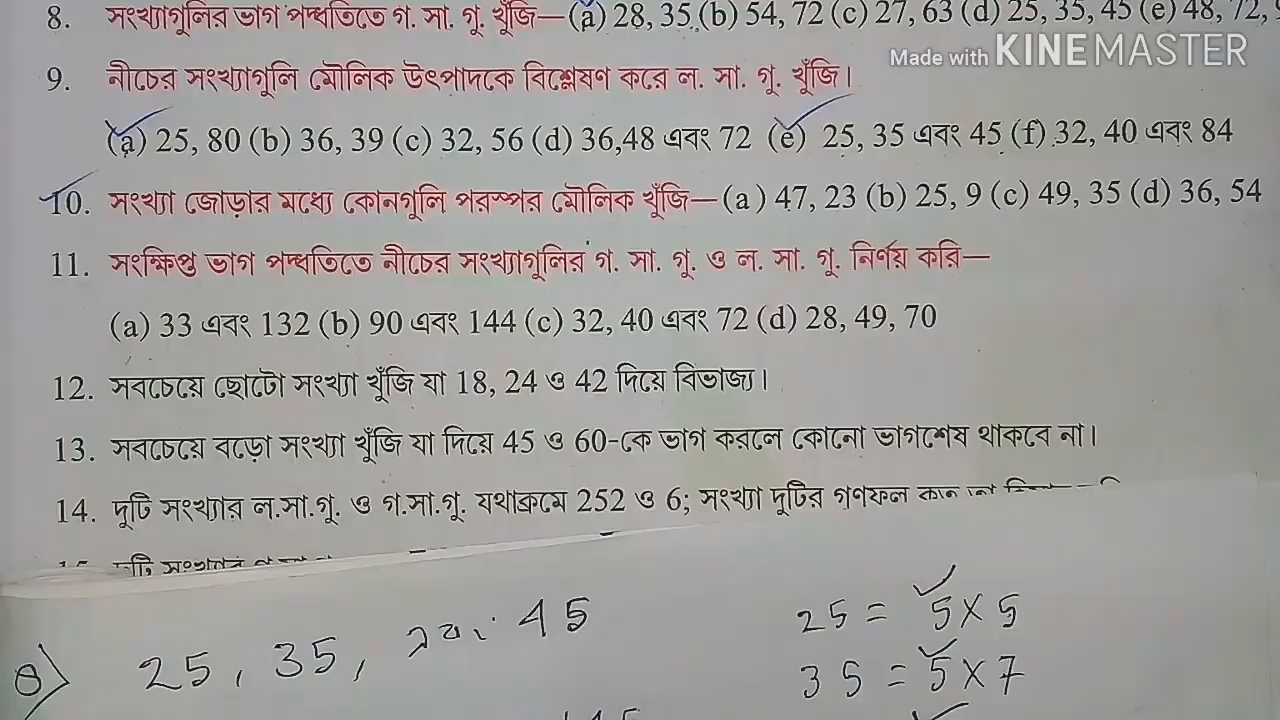 8. সংখ্যাগুলির ভাগ পদ্ধতিতে গ. সা. গু. খুঁজি—(a) 28, 35 (b) 54, 72 (c) 27, 63 (d) 25, 35, 45 (e) 48, 72,
Made with KINEMASTER
9. নীচের সংখ্যাগুলি মৌলিক উৎপাদকে বিশ্লেষণ করে ল. সা. গু. খুঁজি।
(a) 25, 80 (b) 36, 39 (c) 32, 56 (d) 36,48 এবং 72 (e) 25, 35 এবং 45 (f) 32, 40 এবং 84
10. সংখ্যা জোড়ার মধ্যে কোনগুলি পরস্পর মৌলিক খুঁজি—(a) 47, 23 (b) 25, 9 (c) 49, 35 (d) 36, 54
11. সংক্ষিপ্ত ভাগ পদ্ধতিতে নীচের সংখ্যাগুলির গ. সা. গু. ও ল. সা. গু. নির্ণয় করি—
(a) 33 এবং 132 (b) 90 এবং 144 (c) 32, 40 এবং 72 (d) 28, 49, 70
12. সবচেয়ে ছোটো সংখ্যা খুঁজি যা 18, 24 ও 42 দিয়ে বিভাজ্য।
13. সবচেয়ে বড়ো সংখ্যা খুঁজি যা দিয়ে 45 ও 60-কে ভাগ করলে কোনো ভাগশেষ থাকবে না।
14. দুটি সংখ্যার ল.সা.গু. ও গ.সা.গু. যথাক্রমে 252 ও 6; সংখ্যা দুটির গুণফল
25, 35, এবং 45
25 = 5 × 5
35 = 5 × 7